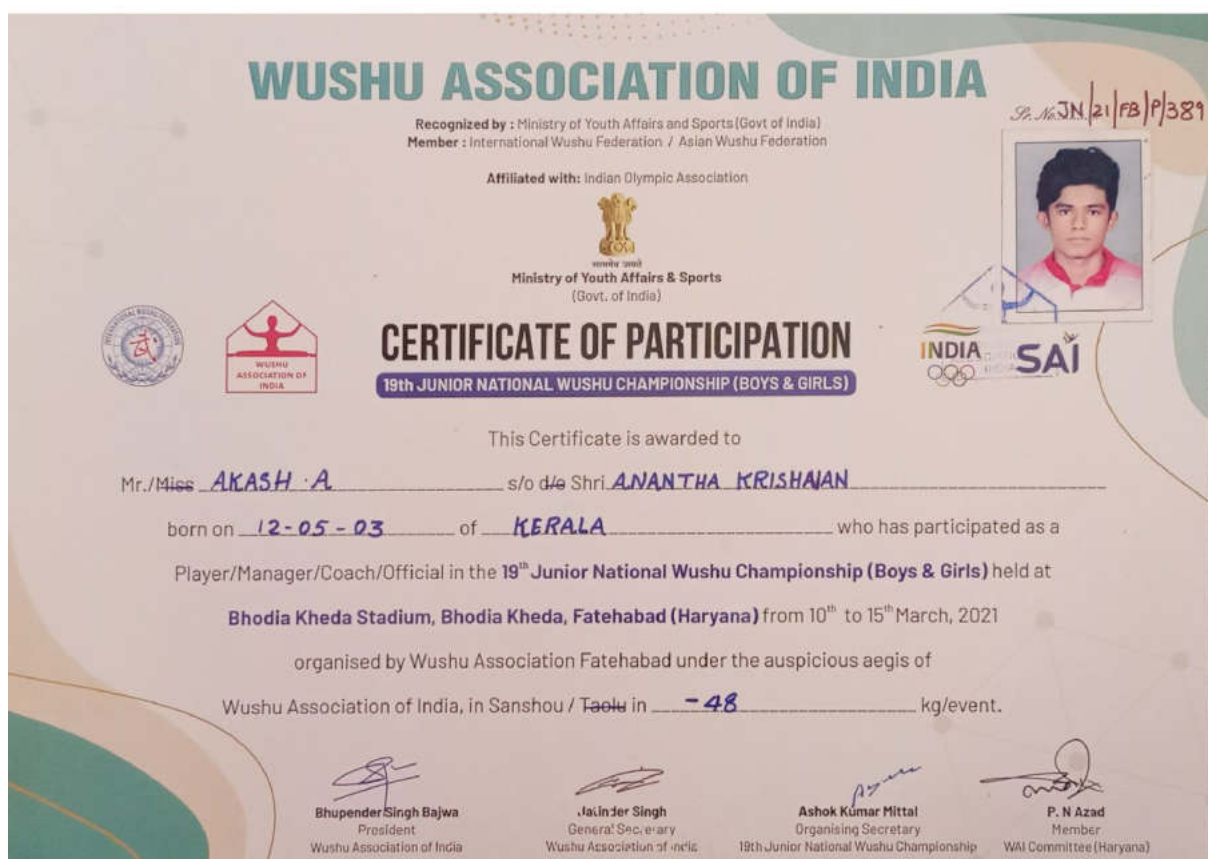 WUSHU ASSOCIATION OF INDIA
Sr. No. JN/21/FB/P/389
Recognized by : Ministry of Youth Affairs and Sports (Govt of India)
Member : International Wushu Federation / Asian Wushu Federation
Affiliated with: Indian Olympic Association
सत्यमेव जयते
Ministry of Youth Affairs & Sports
(Govt. of India)
INTERNATIONAL WUSHU FEDERATION
武
WUSHU
ASSOCIATION OF
INDIA
CERTIFICATE OF PARTICIPATION
19th JUNIOR NATIONAL WUSHU CHAMPIONSHIP (BOYS & GIRLS)
INDIA
SAI
This Certificate is awarded to
Mr./Miss AKASH . A s/o d/o Shri. ANANTHA KRISHANAN
born on 12-05-03 of KERALA who has participated as a
Player/Manager/Coach/Official in the 19th Junior National Wushu Championship (Boys & Girls) held at
Bhodia Kheda Stadium, Bhodia Kheda, Fatehabad (Haryana) from 10th to 15th March, 2021
organised by Wushu Association Fatehabad under the auspicious aegis of
Wushu Association of India, in Sanshou / Taolu in -48 kg/event.
Bhupender Singh Bajwa
President
Wushu Association of India
Jatinder Singh
General Secretary
Wushu Association of India
Ashok Kumar Mittal
Organising Secretary
19th Junior National Wushu Championship
P. N Azad
Member
WAI Committee (Haryana)